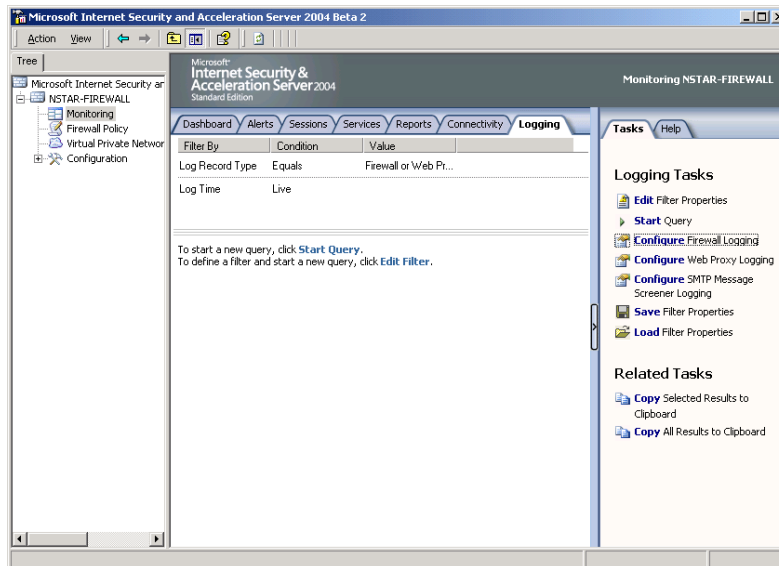 Microsoft Internet Security and Acceleration Server 2004 Beta 2
Action View
Tree
Microsoft Internet Security ar
NSTAR-FIREWALL
Monitoring
Firewall Policy
Virtual Private Networ
Configuration
Microsoft
Internet Security &
Acceleration Server 2004
Standard Edition
Monitoring NSTAR-FIREWALL
Dashboard Alerts Sessions Services Reports Connectivity Logging
Filter By Condition Value
Log Record Type Equals Firewall or Web Pr...
Log Time Live
To start a new query, click Start Query.
To define a filter and start a new query, click Edit Filter.
Tasks Help
Logging Tasks
Edit Filter Properties
Start Query
Configure Firewall Logging
Configure Web Proxy Logging
Configure SMTP Message
Screener Logging
Save Filter Properties
Load Filter Properties
Related Tasks
Copy Selected Results to
Clipboard
Copy All Results to Clipboard